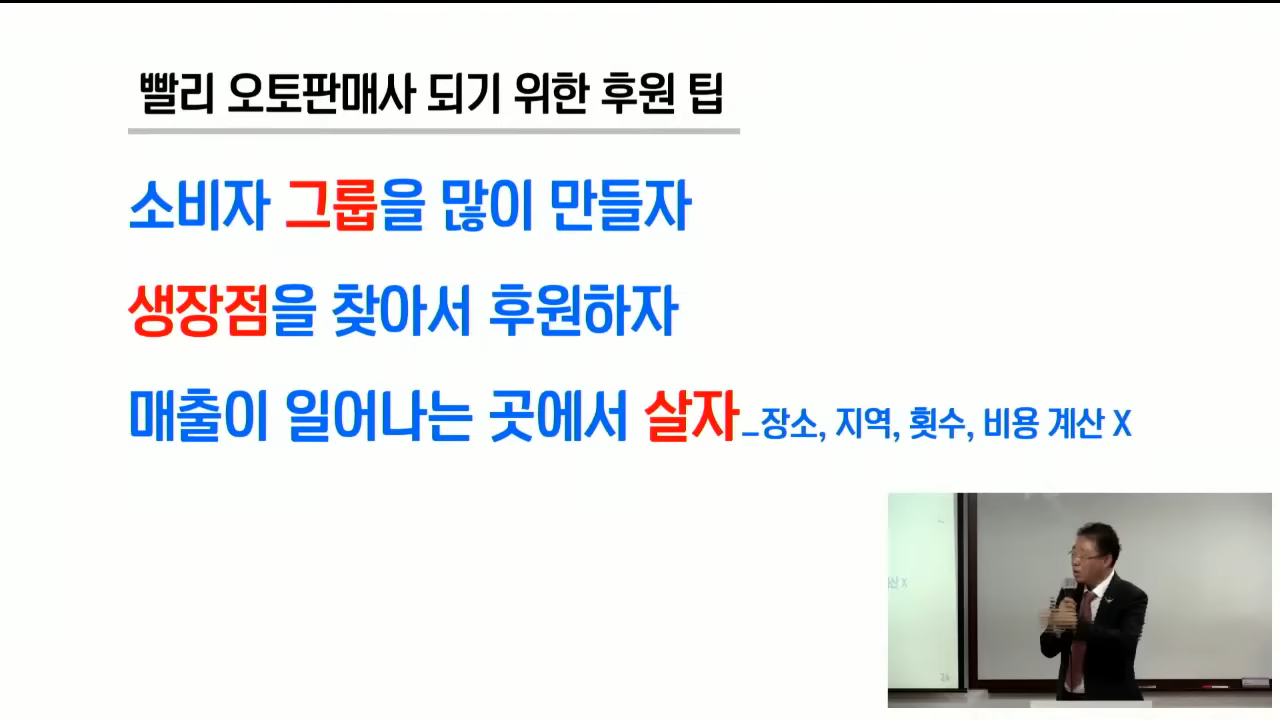 빨리 오토판매사 되기 위한 후원 팁
소비자 그룹을 많이 만들자
생장점을 찾아서 후원하자
매출이 일어나는 곳에서 살자_장소, 지역, 횟수, 비용 계산 X
산 X
24